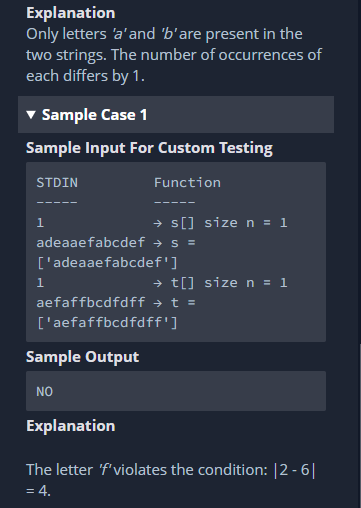 Explanation
Only letters 'a' and 'b' are present in the
two strings. The number of occurrences of
each differs by 1.
▼ Sample Case 1
Sample Input For Custom Testing
STDIN Function
----- -----
1 → s[] size n = 1
adeaaefabcdef → s =
['adeaaefabcdef']
1 → t[] size n = 1
aefaffbcdfdff → t =
['aefaffbcdfdff']
Sample Output
NO
Explanation
The letter 'f' violates the condition: |2 - 6|
= 4.